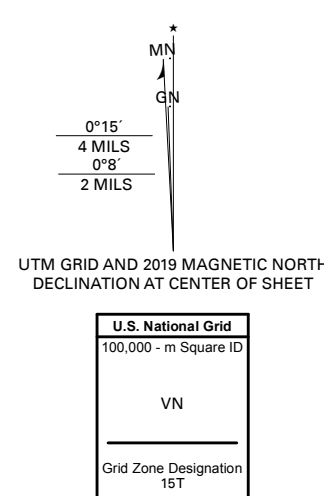 ★
MN
GN
0°15´
4 MILS
0°8´
2 MILS
UTM GRID AND 2019 MAGNETIC NORTH
DECLINATION AT CENTER OF SHEET
U.S. National Grid
100,000 - m Square ID
VN
Grid Zone Designation
15T